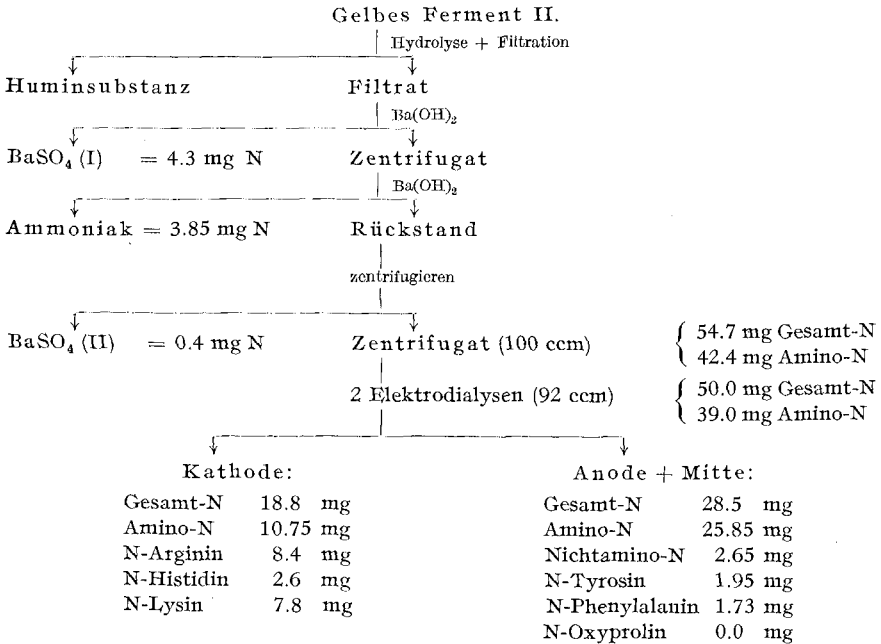 Gelbes Ferment II.
Hydrolyse + Filtration
Huminsubstanz Filtrat
Ba(OH)₂
BaSO₄ (I) = 4.3 mg N Zentrifugat
Ba(OH)₂
Ammoniak = 3.85 mg N Rückstand
zentrifugieren
BaSO₄ (II) = 0.4 mg N Zentrifugat (100 ccm) { 54.7 mg Gesamt-N
42.4 mg Amino-N
2 Elektrodialysen (92 ccm) { 50.0 mg Gesamt-N
39.0 mg Amino-N
Kathode:
Gesamt-N 18.8 mg
Amino-N 10.75 mg
N-Arginin 8.4 mg
N-Histidin 2.6 mg
N-Lysin 7.8 mg
Anode + Mitte:
Gesamt-N 28.5 mg
Amino-N 25.85 mg
Nichtamino-N 2.65 mg
N-Tyrosin 1.95 mg
N-Phenylalanin 1.73 mg
N-Oxyprolin 0.0 mg